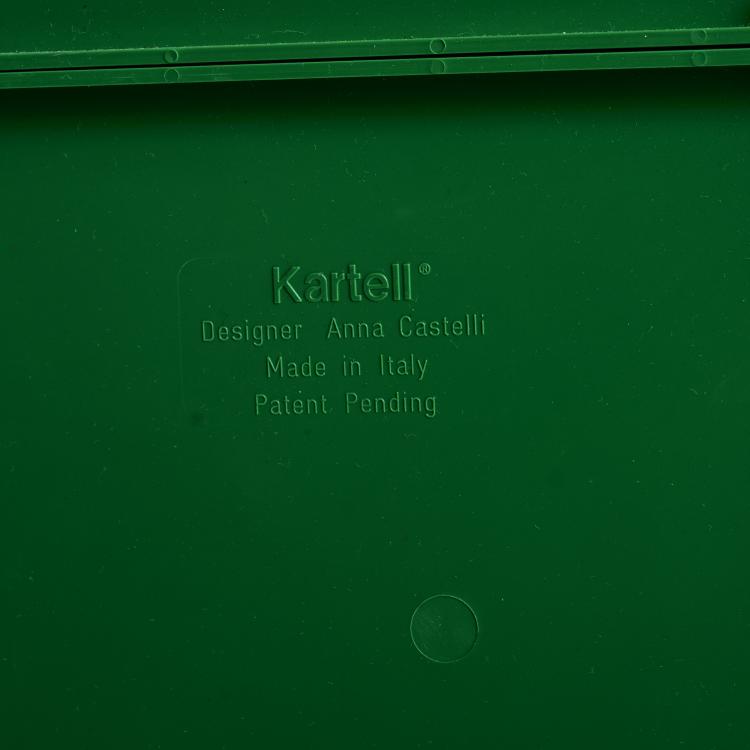 Kartell®
Designer Anna Castelli
Made in Italy
Patent Pending